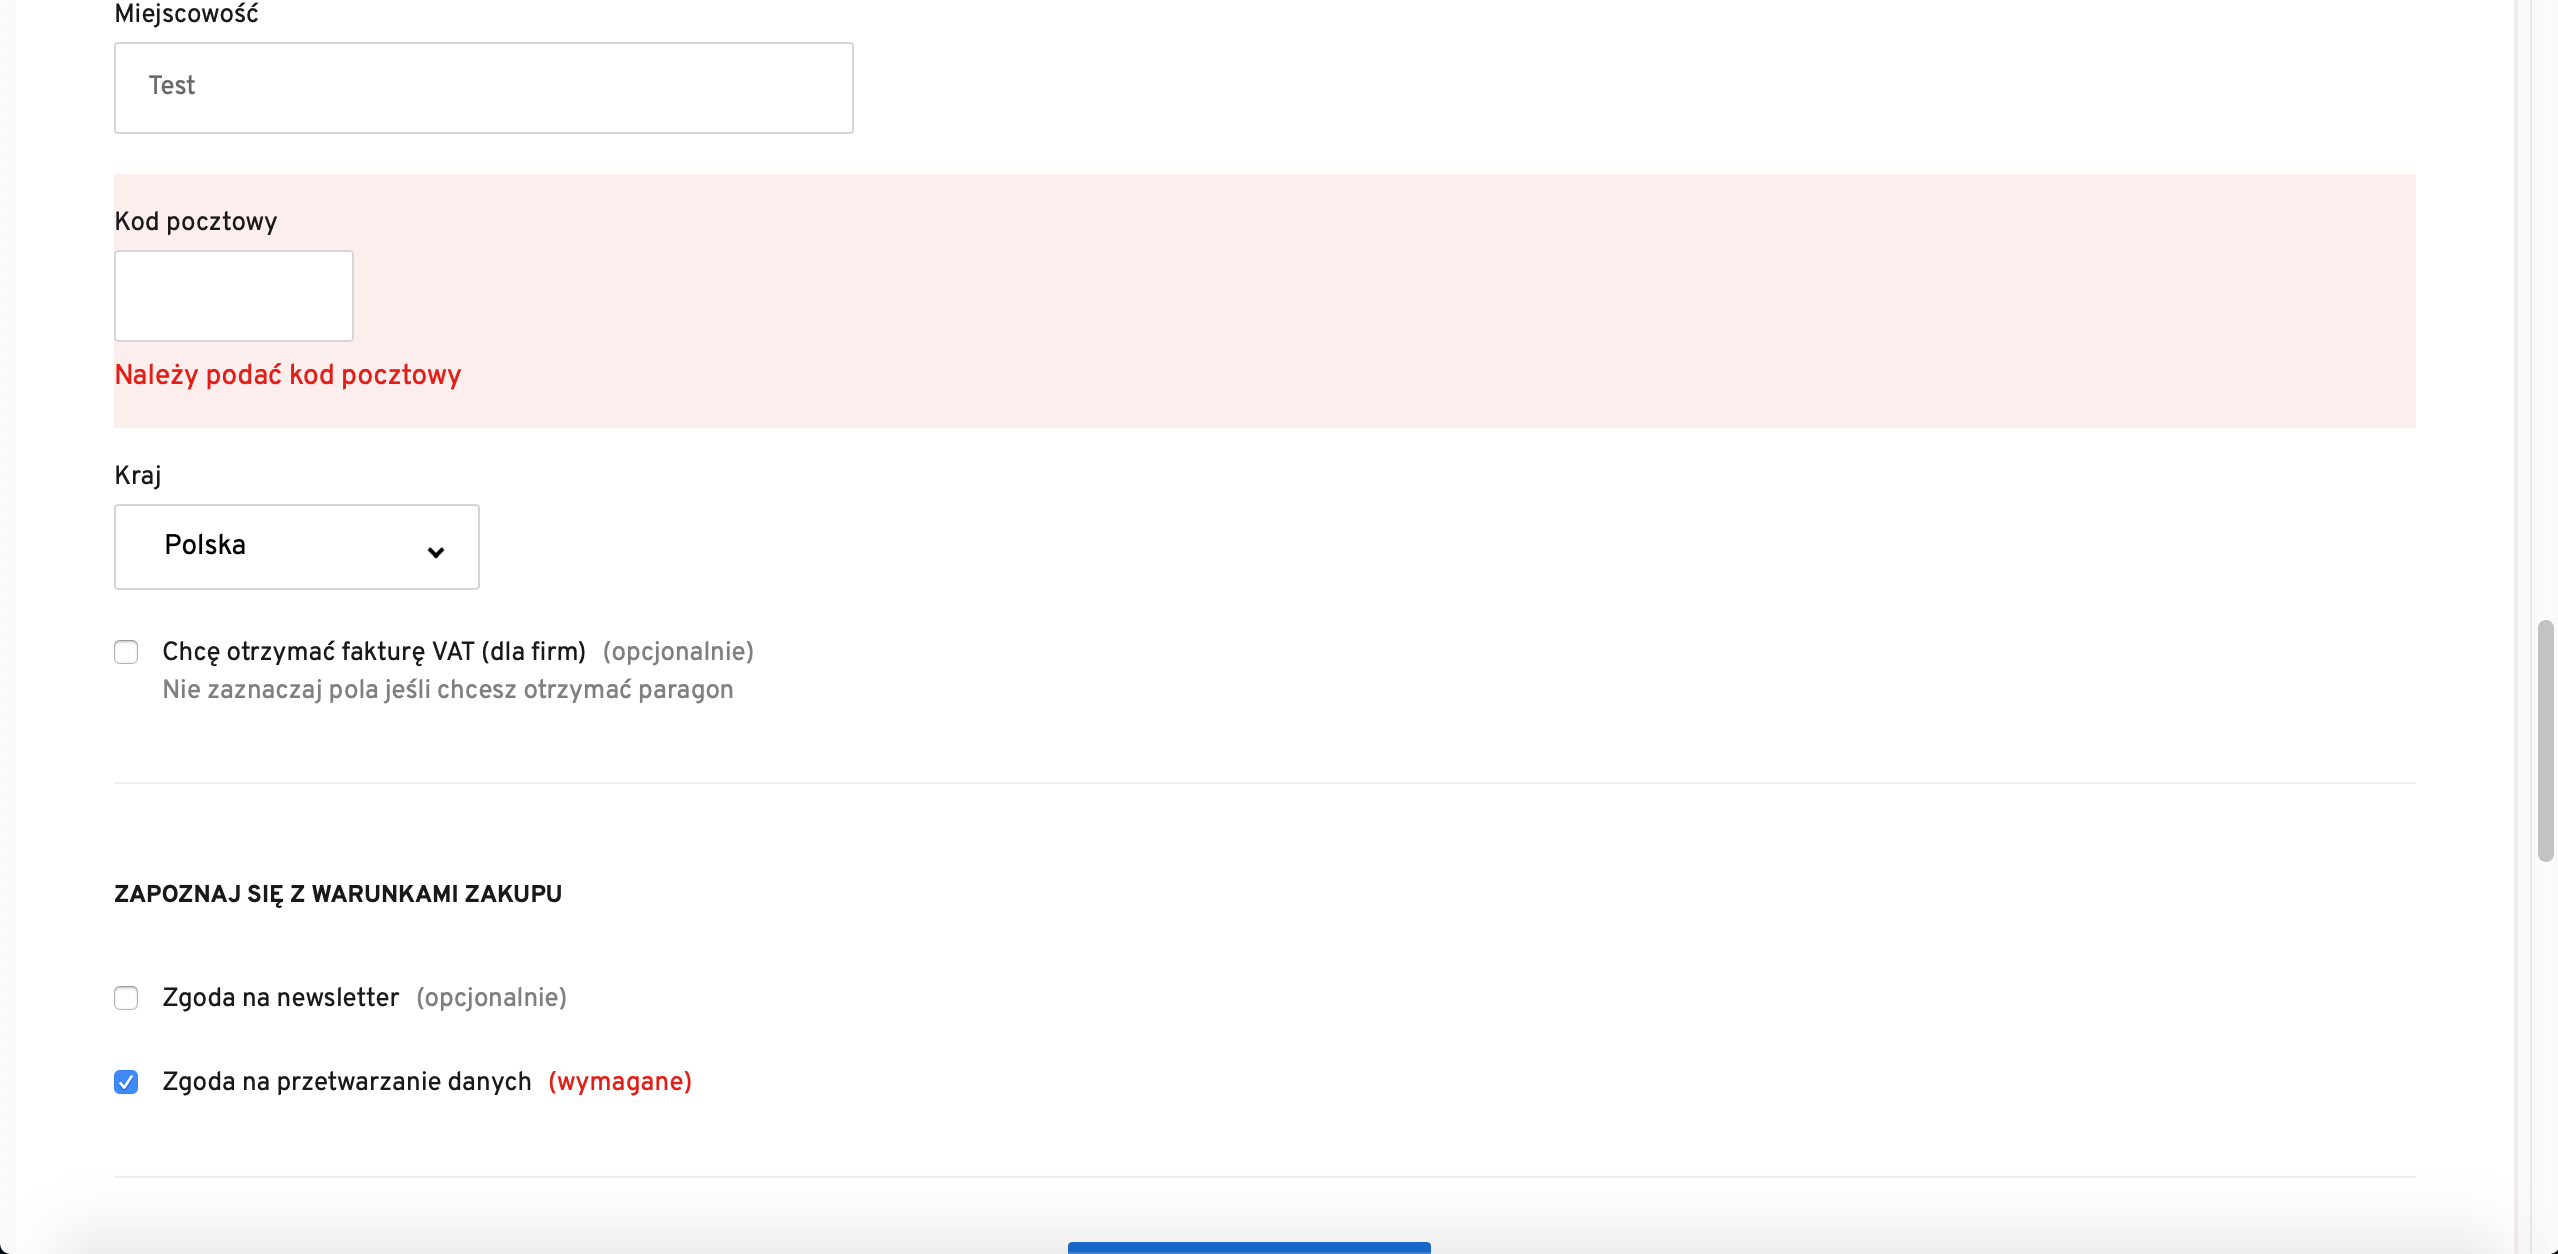 Miejscowość
Test
Kod pocztowy
Należy podać kod pocztowy
Kraj
Polska
Chcę otrzymać fakturę VAT (dla firm) (opcjonalnie)
Nie zaznaczaj pola jeśli chcesz otrzymać paragon
ZAPOZNAJ SIĘ Z WARUNKAMI ZAKUPU
Zgoda na newsletter (opcjonalnie)
Zgoda na przetwarzanie danych (wymagane)